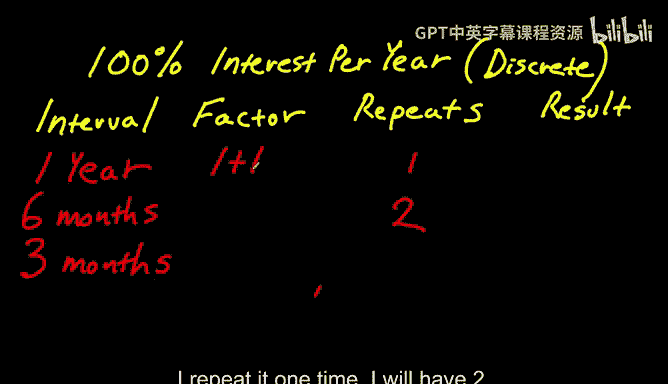 GPT中英字幕课程资源 bilibili
100% Interest Per Year (Discrete)
Interval Factor Repeats Result
1 Year 1+1 1
6 months 2
3 months
I repeat it one time, I will have 2